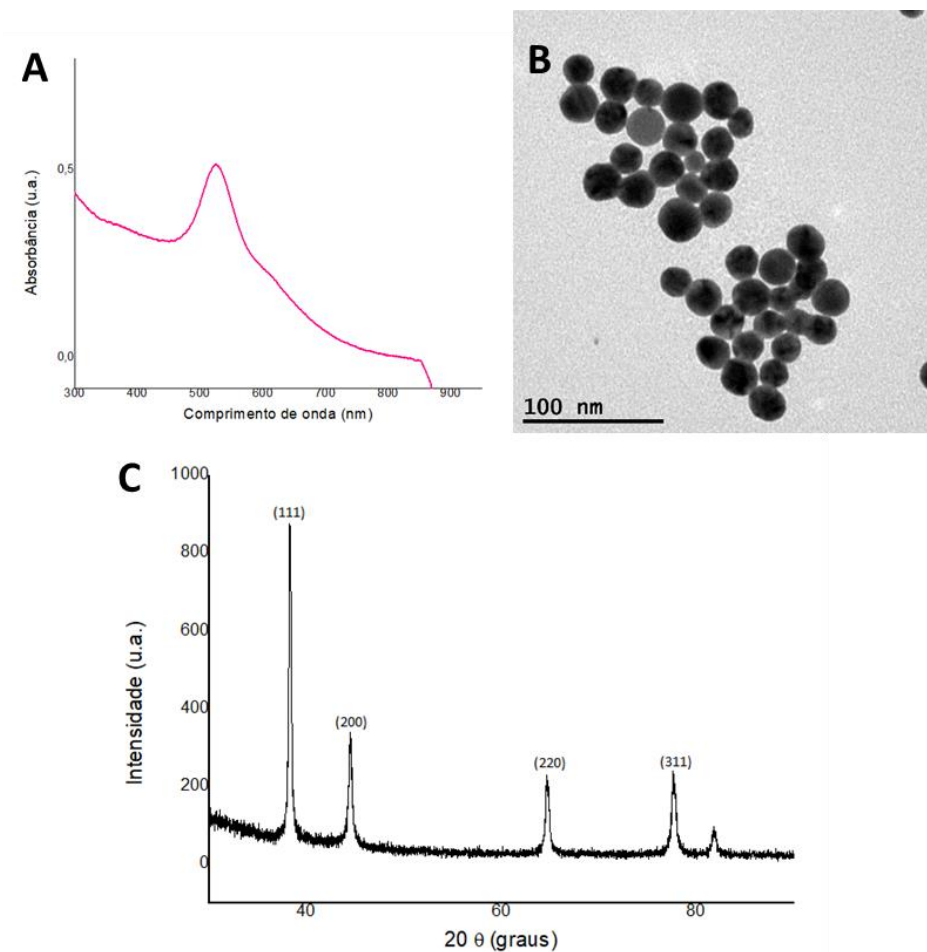 A
0,5
0,0
Absorbância (u.a.)
300 400 500 600 700 800 900
Comprimento de onda (nm)
B
100 nm
C
1000
800
600
400
200
0
Intensidade (u.a.)
(111)
(200)
(220)
(311)
40 60 80
20 θ (graus)